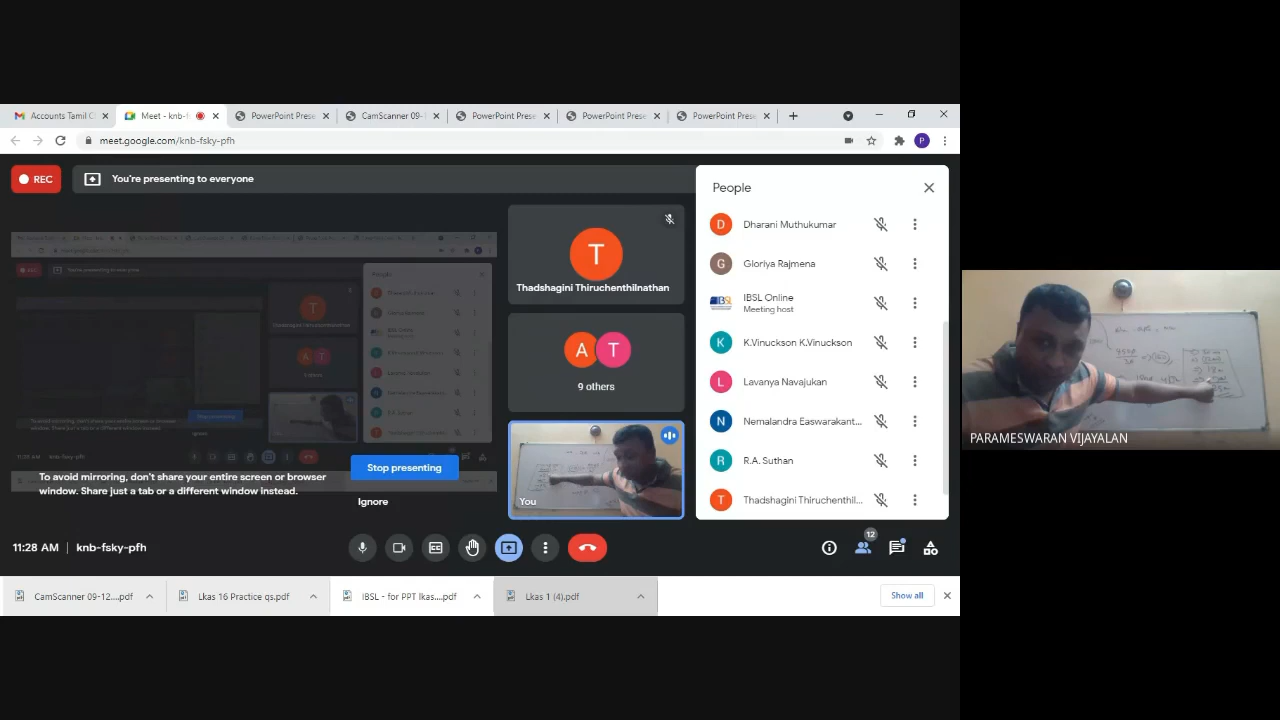 Accounts Tamil C
Meet - knb-f
PowerPoint Prese
CamScanner 09-
PowerPoint Prese
PowerPoint Prese
PowerPoint Prese
meet.google.com/knb-fsky-pfh
P
REC
You're presenting to everyone
People
T
Thadshagini Thiruchenthilnathan
A
T
9 others
You
D
Dharani Muthukumar
G
Gloriya Rajmena
IBSL Online
Meeting host
K
K.Vinuckson K.Vinuckson
L
Lavanya Navajukan
N
Nemalandra Easwarakant...
R
R.A. Suthan
T
Thadshagini Thiruchenthil...
To avoid mirroring, don't share your entire screen or browser
window. Share just a tab or a different window instead.
Stop presenting
Ignore
11:28 AM | knb-fsky-pfh
12
CamScanner 09-12....pdf
Lkas 16 Practice qs.pdf
IBSL - for PPT lkas....pdf
Lkas 1 (4).pdf
Show all
PARAMESWARAN VIJAYALAN